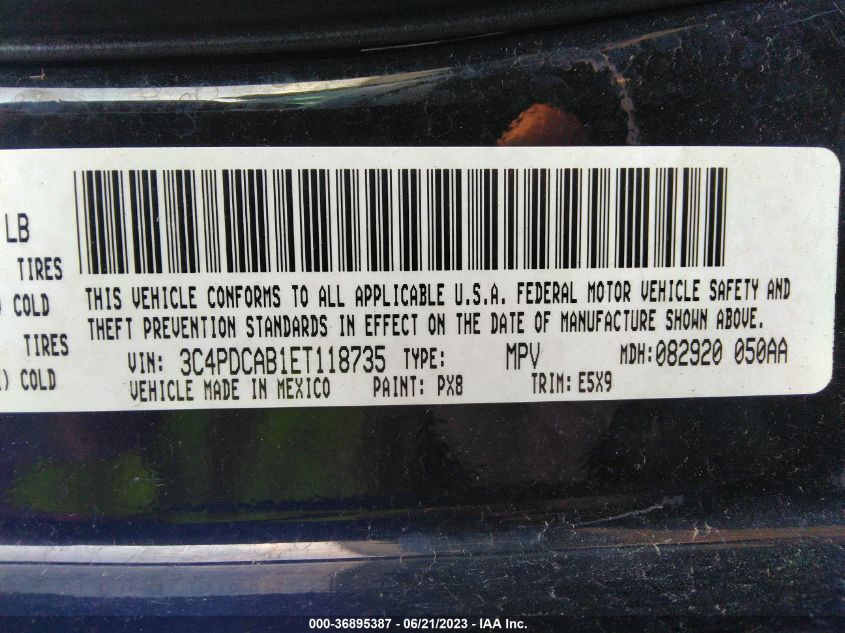 LB
TIRES
COLD
TIRES
) COLD
THIS VEHICLE CONFORMS TO ALL APPLICABLE U.S.A. FEDERAL MOTOR VEHICLE SAFETY AND
THEFT PREVENTION STANDARDS IN EFFECT ON THE DATE OF MANUFACTURE SHOWN ABOVE.
VIN: 3C4PDCAB1ET118735 TYPE: MPV MDH:082920 050AA
VEHICLE MADE IN MEXICO PAINT: PX8 TRIM: E5X9
000-36895387 - 06/21/2023 - IAA Inc.